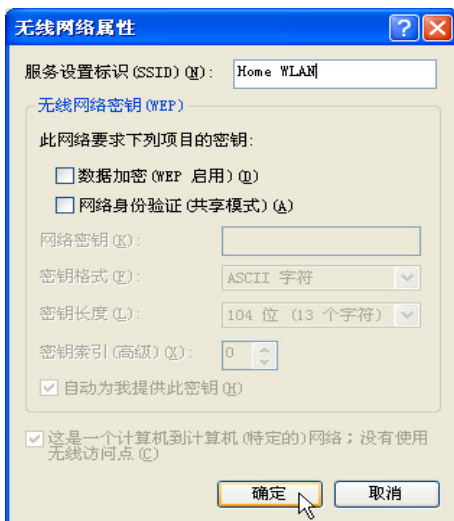 无线网络属性
服务设置标识(SSID)(N): Home WLAN
无线网络密钥(WEP)
此网络要求下列项目的密钥:
数据加密(WEP 启用)(D)
网络身份验证(共享模式)(A)
网络密钥(K):
密钥格式(F): ASCII 字符
密钥长度(L): 104 位 (13 个字符)
密钥索引(高级)(X): 0
自动为我提供此密钥(H)
这是一个计算机到计算机(特定的)网络；没有使用
无线访问点(C)
确定 取消